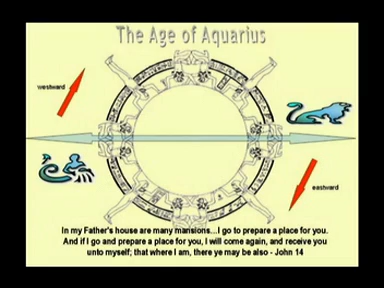 The Age of Aquarius
westward
eastward
In my Father's house are many mansions...I go to prepare a place for you.
And if I go and prepare a place for you, I will come again, and receive you
unto myself; that where I am, there ye may be also - John 14